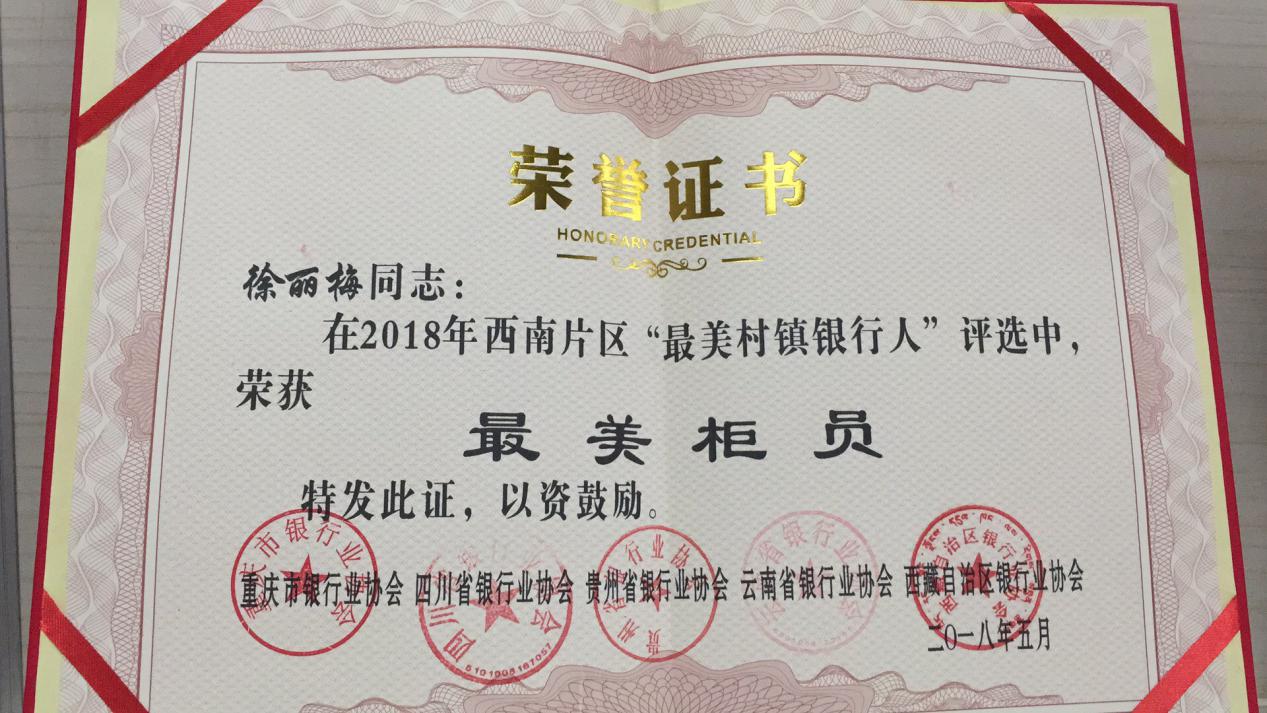 荣誉证书
HONORARY CREDENTIAL
徐丽梅同志：
在2018年西南片区“最美村镇银行人”评选中，
荣获
最美柜员
特发此证，以资鼓励。
重庆市银行业协会 四川省银行业协会 贵州省银行业协会 云南省银行业协会 西藏自治区银行业协会
二〇一八年五月